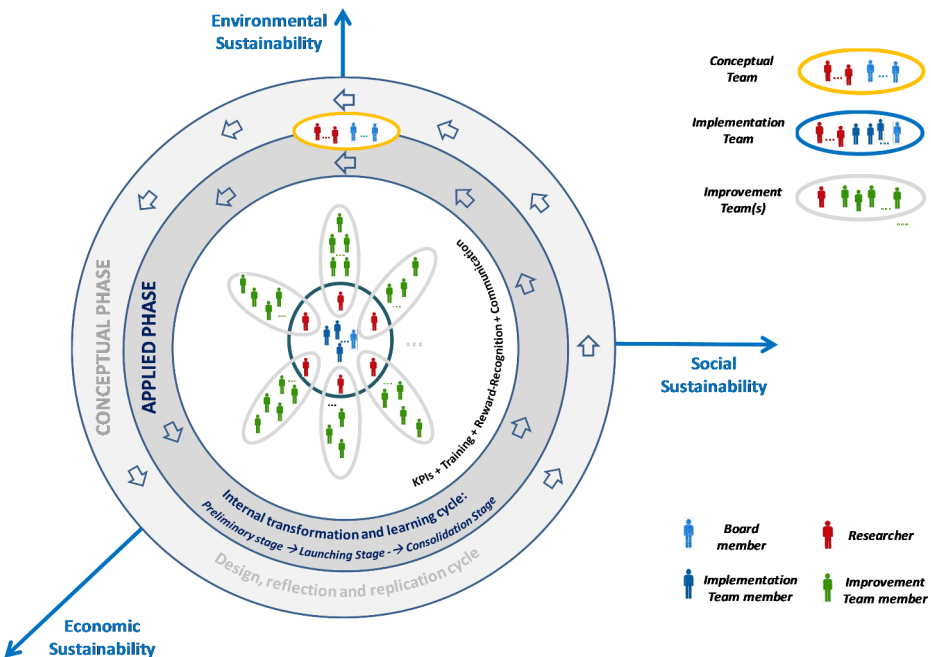 Environmental
Sustainability
Conceptual
Team
Implementation
Team
Improvement
Team(s)
CONCEPTUAL PHASE
APPLIED PHASE
KPIs + Training + Reward-Recognition + Communication
Social
Sustainability
Internal transformation and learning cycle:
Preliminary stage → Launching Stage - → Consolidation Stage
Design, reflection and replication cycle
Economic
Sustainability
Board
member
Researcher
Implementation
Team member
Improvement
Team member